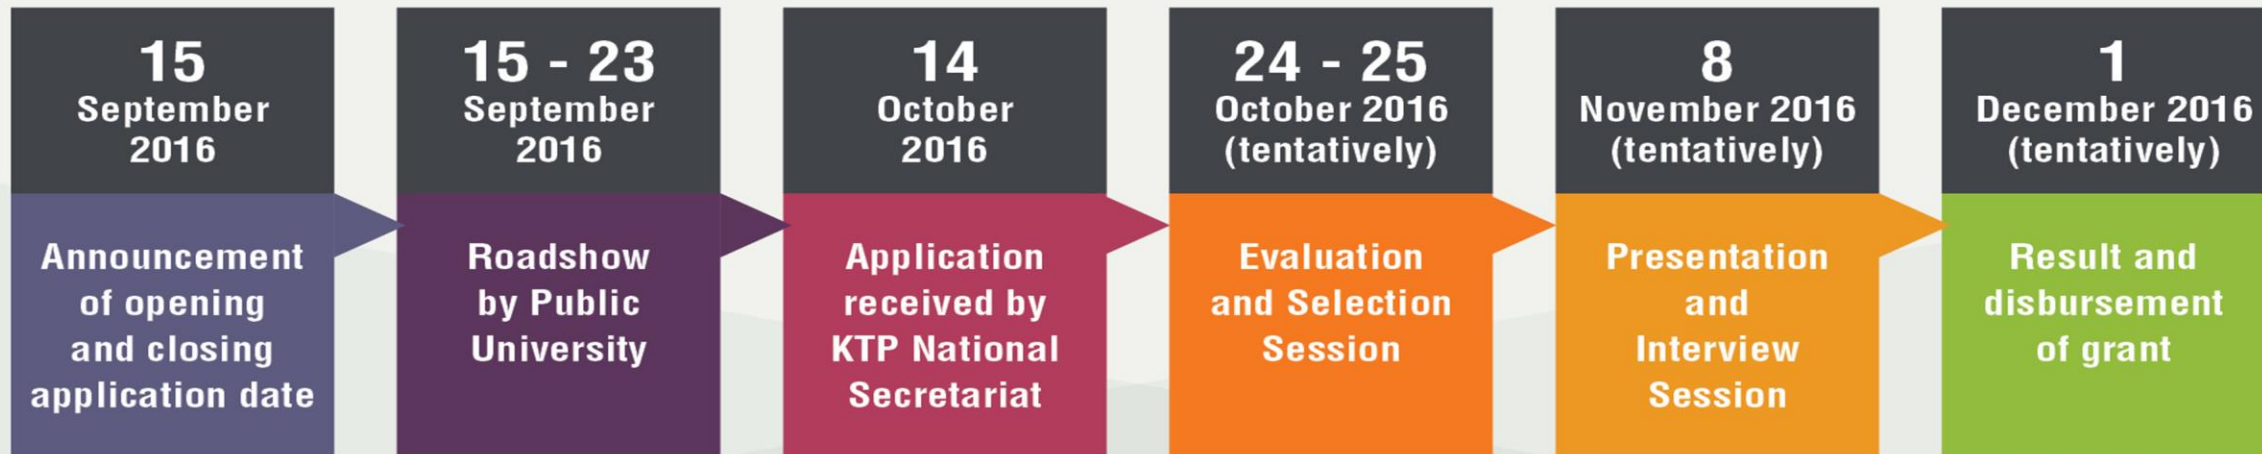 15
September
2016
Announcement
of opening
and closing
application date
15 - 23
September
2016
Roadshow
by Public
University
14
October
2016
Application
received by
KTP National
Secretariat
24 - 25
October 2016
(tentatively)
Evaluation
and Selection
Session
8
November 2016
(tentatively)
Presentation
and
Interview
Session
1
December 2016
(tentatively)
Result and
disbursement
of grant